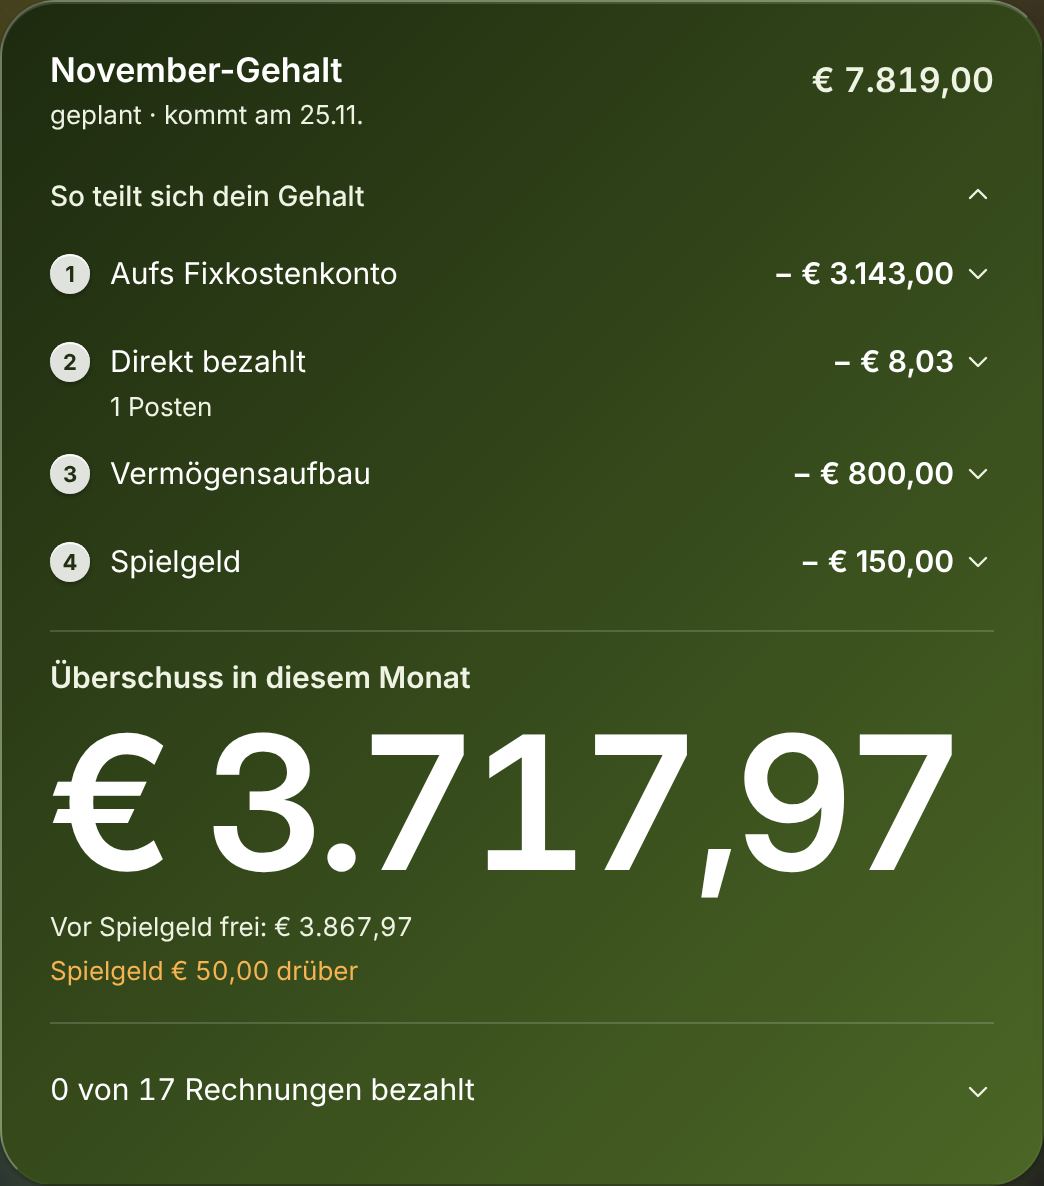 November-Gehalt
€ 7.819,00
geplant · kommt am 25.11.
So teilt sich dein Gehalt
1 Aufs Fixkostenkonto – € 3.143,00
2 Direkt bezahlt – € 8,03
1 Posten
3 Vermögensaufbau – € 800,00
4 Spielgeld – € 150,00
Überschuss in diesem Monat
€ 3.717,97
Vor Spielgeld frei: € 3.867,97
Spielgeld € 50,00 drüber
0 von 17 Rechnungen bezahlt